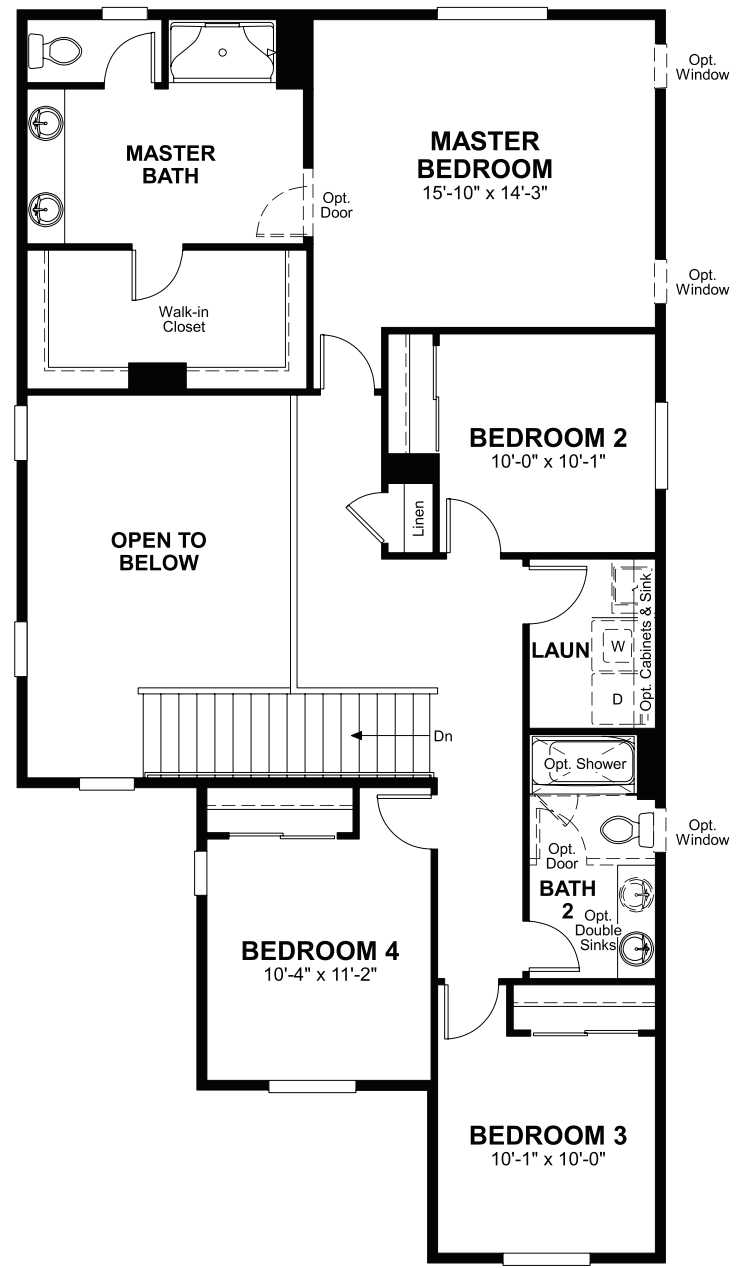 Opt.
Window
MASTER
BEDROOM
15'-10" x 14'-3"
MASTER
BATH
Opt.
Door
Opt.
Window
Walk-in
Closet
BEDROOM 2
10'-0" x 10'-1"
Linen
OPEN TO
BELOW
Opt. Cabinets & Sink
LAUN
W
D
Dn
Opt. Shower
Opt.
Window
Opt.
Door
BATH
2
Opt.
Double
Sinks
BEDROOM 4
10'-4" x 11'-2"
BEDROOM 3
10'-1" x 10'-0"